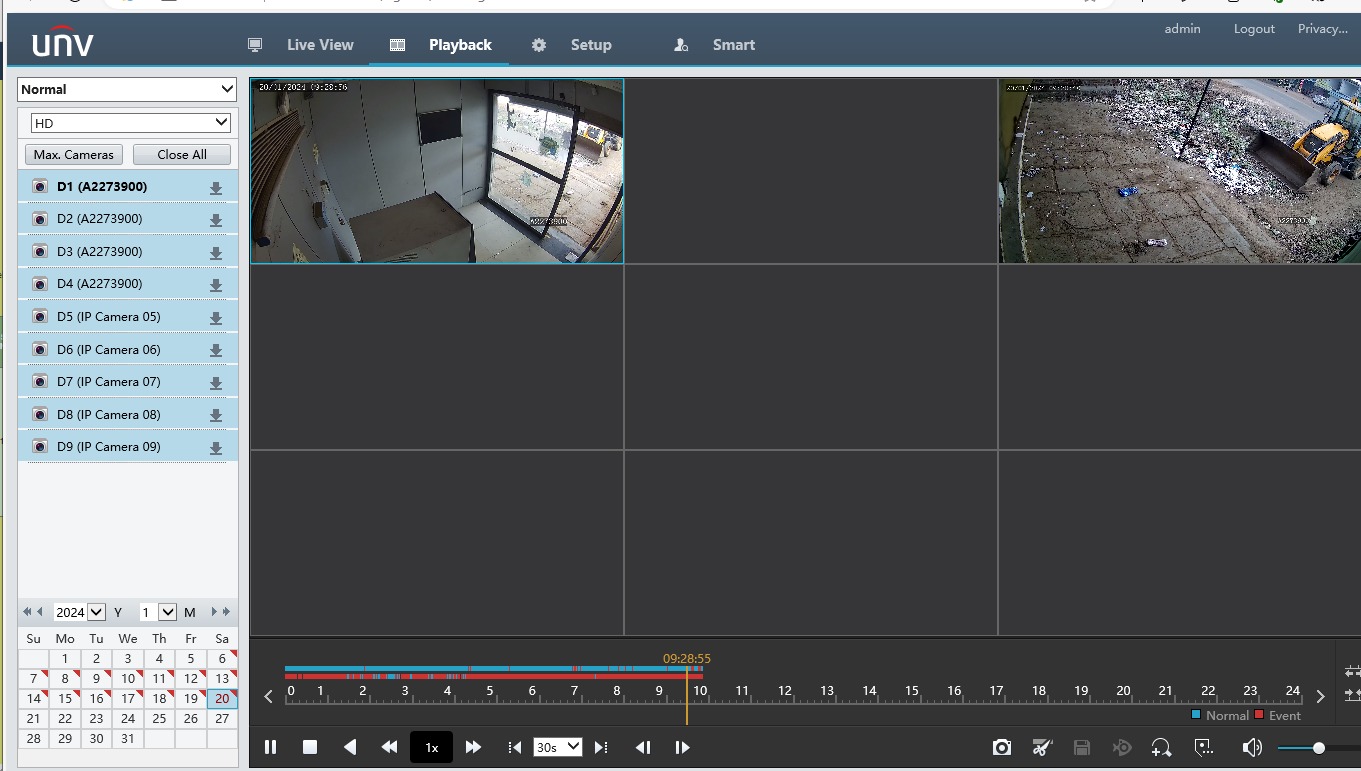 unv
Live View
Playback
Setup
Smart
admin
Logout
Privacy...
Normal
HD
Max. Cameras
Close All
D1 (A2273900)
D2 (A2273900)
D3 (A2273900)
D4 (A2273900)
D5 (IP Camera 05)
D6 (IP Camera 06)
D7 (IP Camera 07)
D8 (IP Camera 08)
D9 (IP Camera 09)
20/01/2024 09:28:56
A2273900
A2273900
2024 Y 1 M
Su Mo Tu We Th Fr Sa
1 2 3 4 5 6
7 8 9 10 11 12 13
14 15 16 17 18 19 20
21 22 23 24 25 26 27
28 29 30 31
09:28:55
0 1 2 3 4 5 6 7 8 9 10 11 12 13 14 15 16 17 18 19 20 21 22 23 24
Normal Event
1x
30s